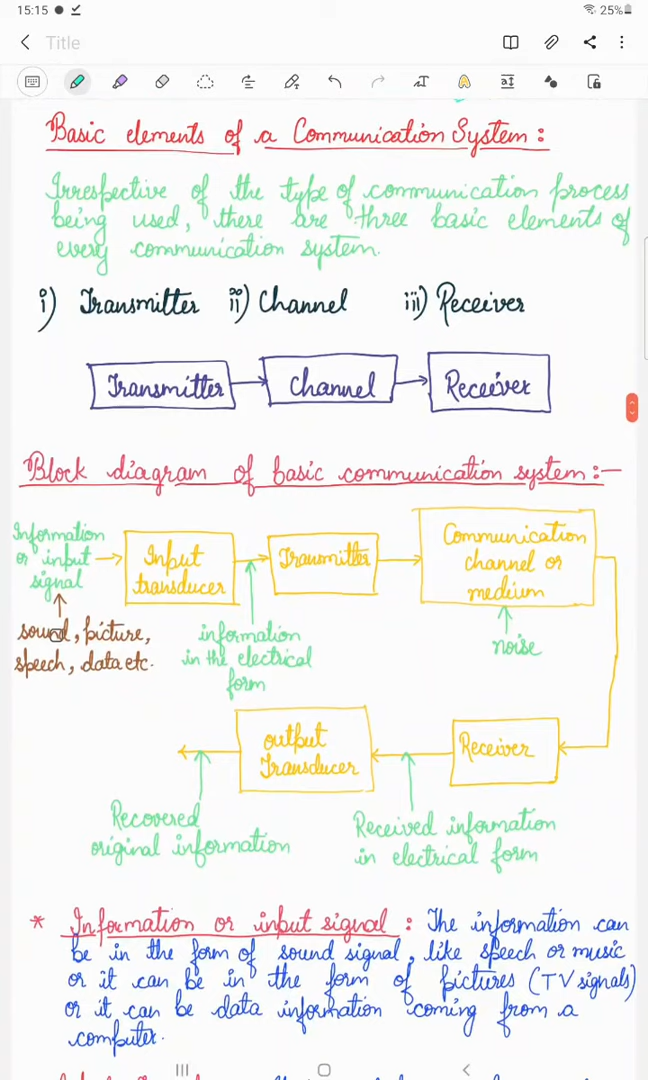 15:15
25%
Title
Basic elements of a Communication System:
Irrespective of the type of communication process
being used, there are three basic elements of
every communication system.
i) Transmitter ii) Channel iii) Receiver
Transmitter
Channel
Receiver
Block diagram of basic communication system:-
Information
or input
signal
Input
transducer
Transmitter
Communication
channel or
medium
sound, picture,
speech, data etc.
information
in the electrical
form
noise
output
Transducer
Receiver
Recovered
original information
Received information
in electrical form
* Information or input signal : The information can
be in the form of sound signal, like speech or music
or it can be in the form of pictures (TV signals)
or it can be data information coming from a
computer.